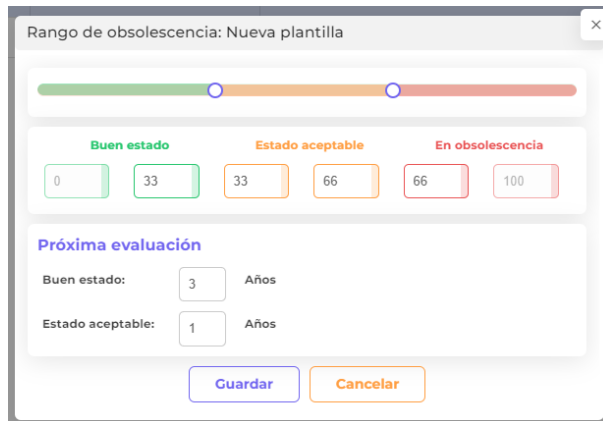 Rango de obsolescencia: Nueva plantilla
×
Buen estado Estado aceptable En obsolescencia
0 33 33 66 66 100
Próxima evaluación
Buen estado: 3 Años
Estado aceptable: 1 Años
Guardar Cancelar